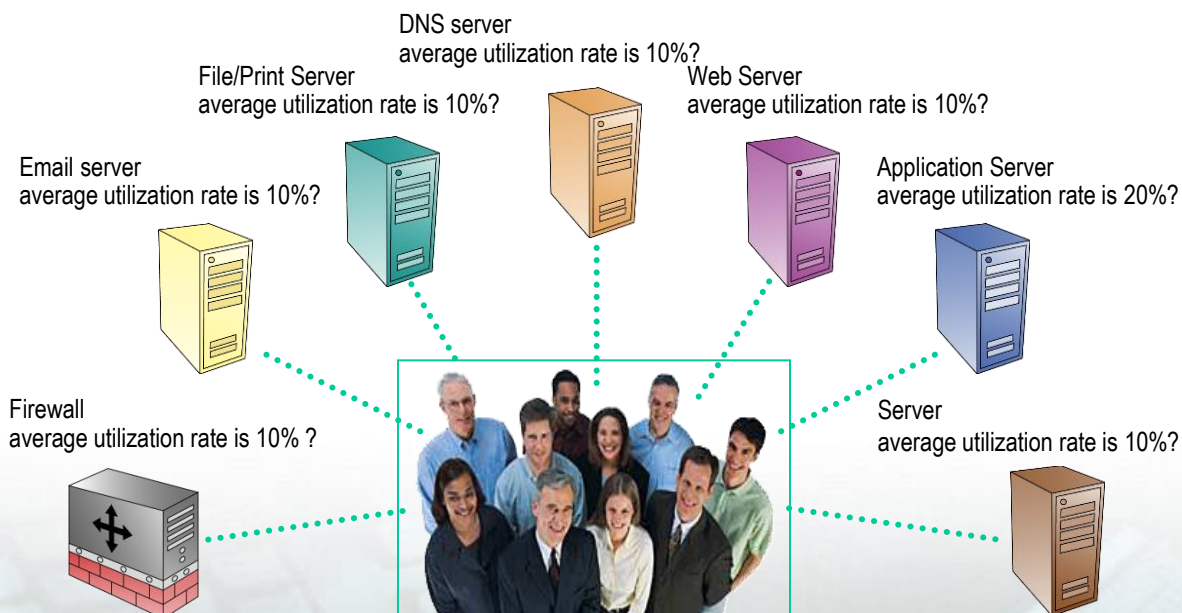 DNS server
average utilization rate is 10%?
File/Print Server
average utilization rate is 10%?
Web Server
average utilization rate is 10%?
Email server
average utilization rate is 10%?
Application Server
average utilization rate is 20%?
Firewall
average utilization rate is 10% ?
Server
average utilization rate is 10%?